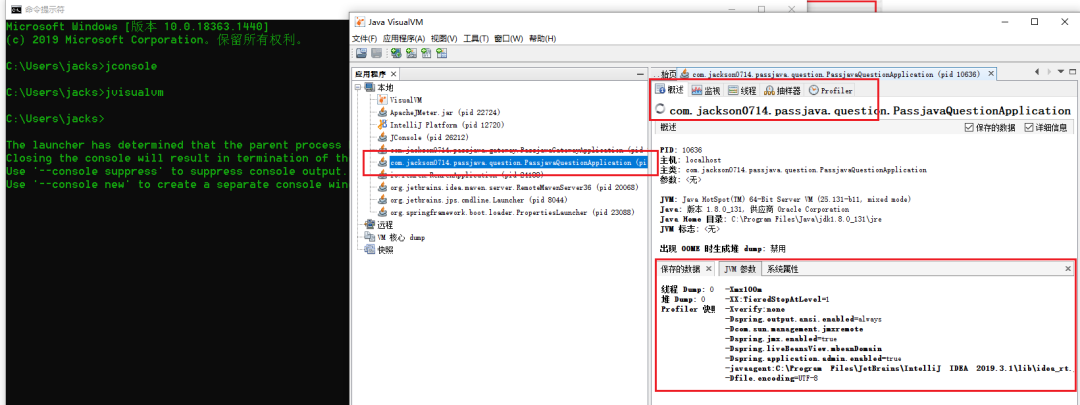 命令提示符
Microsoft Windows [版本 10.0.18363.1440]
(c) 2019 Microsoft Corporation。保留所有权利。
C:\Users\jacks>jconsole
C:\Users\jacks>jvisualvm
C:\Users\jacks>
The launcher has determined that the parent process
Closing the console will result in termination of th
Use '--console suppress' to suppress console output.
Use '--console new' to create a separate console win
Java VisualVM
文件(F) 应用程序(A) 视图(V) 工具(T) 窗口(W) 帮助(H)
应用程序
本地
VisualVM
ApacheJMeter.jar (pid 22724)
IntelliJ Platform (pid 12720)
JConsole (pid 26212)
com.jackson0714.passjava.gateway.PassjavaGatewayApplication (pid
com.jackson0714.passjava.question.PassjavaQuestionApplication (pi
org.jetbrains.idea.maven.server.RemoteMavenServer36 (pid 20068)
org.jetbrains.jps.cmdline.Launcher (pid 8044)
org.springframework.boot.loader.PropertiesLauncher (pid 23088)
远程
VM 核心 dump
快照
com.jackson0714.passjava.question.PassjavaQuestionApplication (pid 10636)
概述 监视 线程 抽样器 Profiler
com.jackson0714.passjava.question.PassjavaQuestionApplication
概述 保存的数据 详细信息
PID: 10636
主机: localhost
主类: com.jackson0714.passjava.question.PassjavaQuestionApplication
参数: <无>
JVM: Java HotSpot(TM) 64-Bit Server VM (25.131-b11, mixed mode)
Java: 版本 1.8.0_131, 供应商 Oracle Corporation
Java Home 目录: C:\Program Files\Java\jdk1.8.0_131\jre
JVM 标志: <无>
出现 OOME 时生成堆 dump: 禁用
保存的数据 JVM 参数 系统属性
线程 Dump: 0
堆 Dump: 0
Profiler 快照
-Xmx100m
-XX:TieredStopAtLevel=1
-Xverify:none
-Dspring.output.ansi.enabled=always
-Dcom.sun.management.jmxremote
-Dspring.jmx.enabled=true
-Dspring.liveBeansView.mbeanDomain
-Dspring.application.admin.enabled=true
-javaagent:C:\Program Files\JetBrains\IntelliJ IDEA 2019.3.1\lib\idea_rt.
-Dfile.encoding=UTF-8